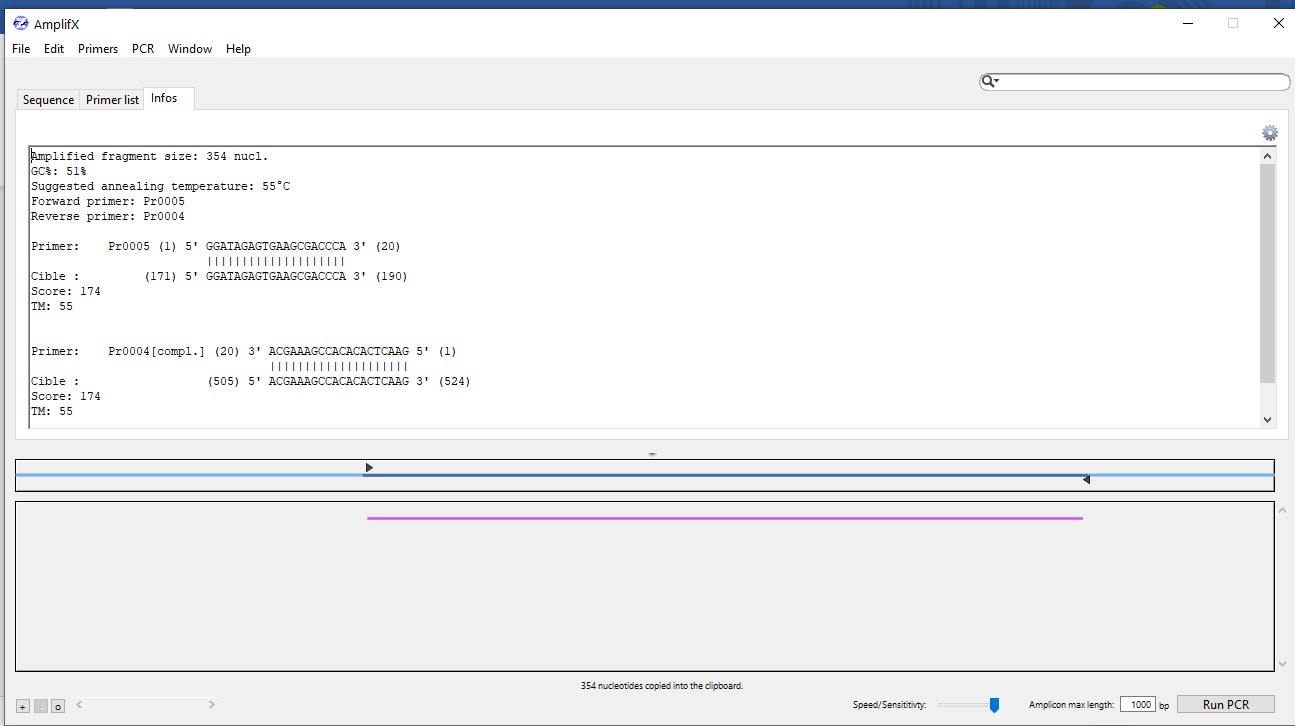 AmplifX
File Edit Primers PCR Window Help
Sequence Primer list Infos
Amplified fragment size: 354 nucl.
GC%: 51%
Suggested annealing temperature: 55°C
Forward primer: Pr0005
Reverse primer: Pr0004
Primer: Pr0005 (1) 5' GGATAGAGTGAAGCGACCCA 3' (20)
||||||||||||||||||||
Cible : (171) 5' GGATAGAGTGAAGCGACCCA 3' (190)
Score: 174
TM: 55
Primer: Pr0004[compl.] (20) 3' ACGAAAGCCACACACTCAAG 5' (1)
||||||||||||||||||||
Cible : (505) 5' ACGAAAGCCACACACTCAAG 3' (524)
Score: 174
TM: 55
354 nucleotides copied into the clipboard.
+ - o < > Speed/Sensititivty: Amplicon max length: 1000 bp Run PCR